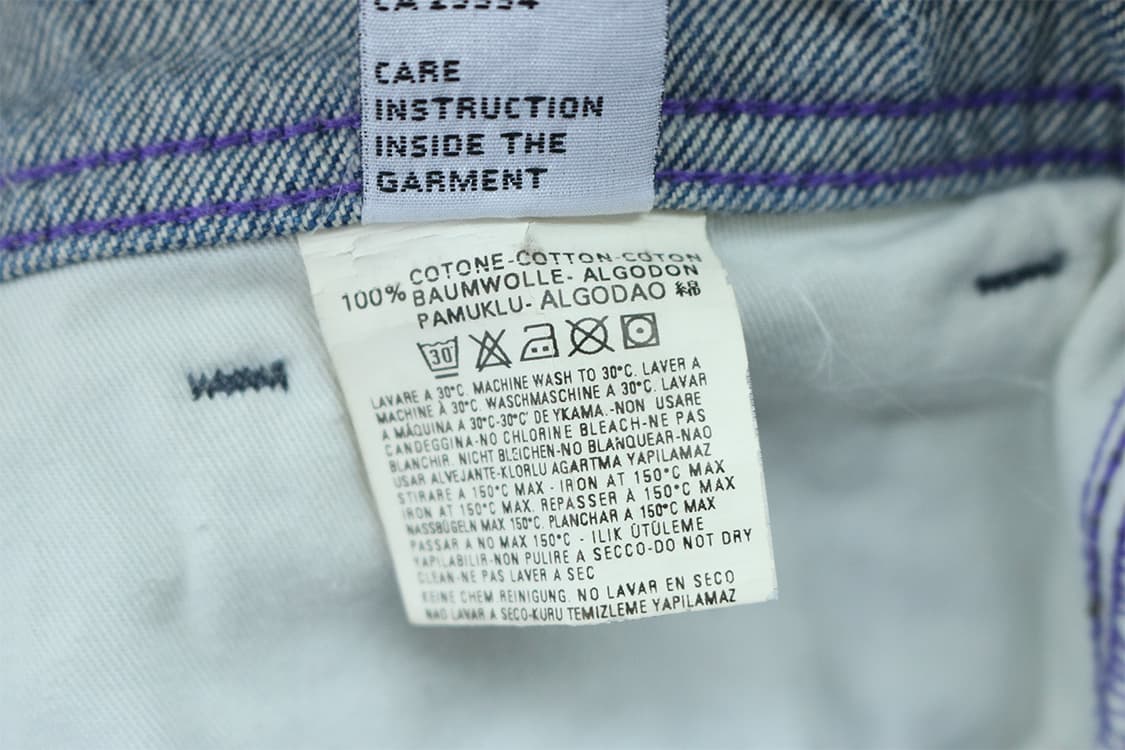 CARE
INSTRUCTION
INSIDE THE
GARMENT
COTONE-COTTON-COTON
100% BAUMWOLLE- ALGODON
PAMUKLU- ALGODAO 綿
30
LAVARE A 30°C. MACHINE WASH TO 30°C. LAVER A
MACHINE À 30°C. WASCHMASCHINE A 30°C. LAVAR
A MÁQUINA A 30°C-30°C' DE YKAMA.-NON USARE
CANDEGGINA-NO CHLORINE BLEACH-NE PAS
BLANCHIR. NICHT BLEICHEN-NO BLANQUEAR-NAO
USAR ALVEJANTE-KLORLU AGARTMA YAPILAMAZ
STIRARE A 150°C MAX - IRON AT 150°C MAX
IRON AT 150°C MAX. REPASSER A 150°C MAX
NASSBÜGELN MAX 150°C. PLANCHAR A 150°C MAX
PASSAR A NO MAX 150°C - ILIK ÜTÜLEME
YAPILABILIR-NON PULIRE A SECCO-DO NOT DRY
CLEAN-NE PAS LAVER A SEC
KEINE CHEM.REINIGUNG. NO LAVAR EN SECO
NAO LAVAR A SECO-KURU TEMIZLEME YAPILAMAZ